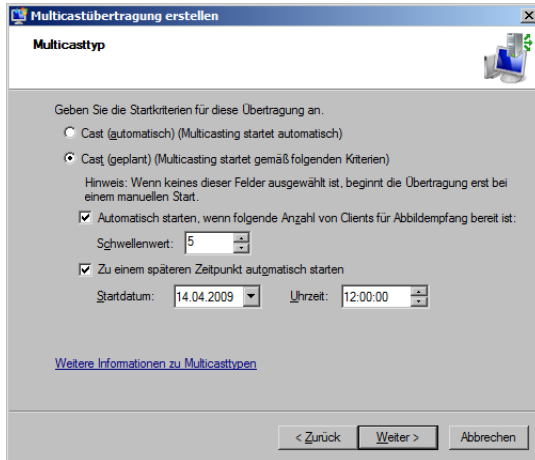 Multicastübertragung erstellen
Multicasttyp
Geben Sie die Startkriterien für diese Übertragung an.
Cast (automatisch) (Multicasting startet automatisch)
Cast (geplant) (Multicasting startet gemäß folgenden Kriterien)
Hinweis: Wenn keines dieser Felder ausgewählt ist, beginnt die Übertragung erst bei
einem manuellen Start.
Automatisch starten, wenn folgende Anzahl von Clients für Abbildempfang bereit ist:
Schwellenwert: 5
Zu einem späteren Zeitpunkt automatisch starten
Startdatum: 14.04.2009 Uhrzeit: 12:00:00
Weitere Informationen zu Multicasttypen
< Zurück Weiter > Abbrechen